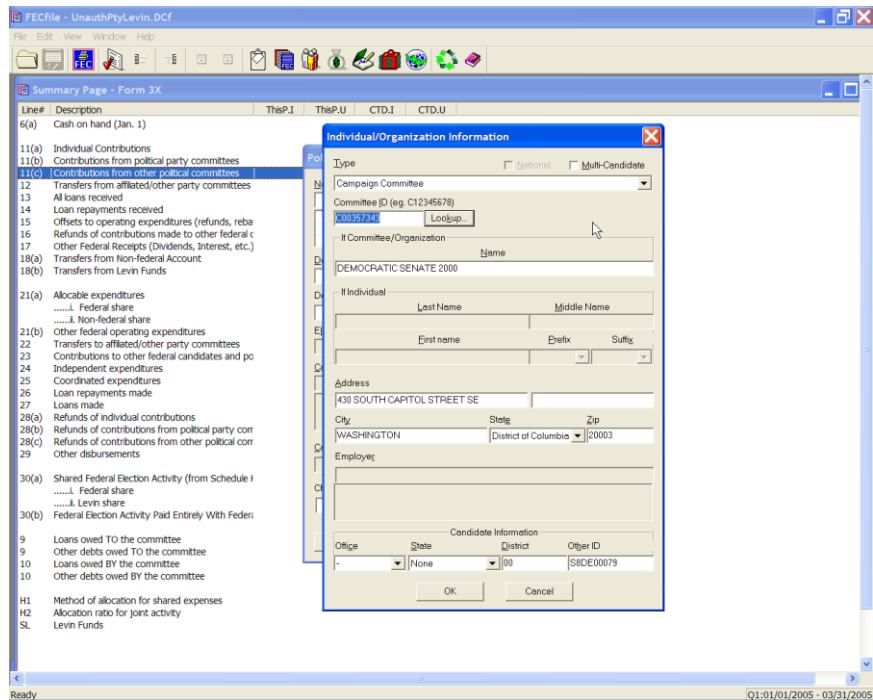 FECfile - UnauthPtyLevin.DCf
File Edit View Window Help
FEC
FEC
Summary Page - Form 3X
Line# Description ThisP.I ThisP.U CTD.I CTD.U
6(a) Cash on hand (Jan. 1)
11(a) Individual Contributions
11(b) Contributions from political party committees
11(c) Contributions from other political committees
12 Transfers from affilated/other party committees
13 All loans received
14 Loan repayments received
15 Offsets to operating expenditures (refunds, reba
16 Refunds of contributions made to other federal c
17 Other Federal Receipts (Dividends, Interest, etc.)
18(a) Transfers from Non-federal Account
18(b) Transfers from Levin Funds
21(a) Allocable expenditures
......i. Federal share
......ii. Non-federal share
21(b) Other federal operating expenditures
22 Transfers to affilated/other party committees
23 Contributions to other federal candidates and po
24 Independent expenditures
25 Coordinated expenditures
26 Loan repayments made
27 Loans made
28(a) Refunds of individual contributions
28(b) Refunds of contributions from political party com
28(c) Refunds of contributions from other political com
29 Other disbursements
30(a) Shared Federal Election Activity (from Schedule H
......i. Federal share
......ii. Levin share
30(b) Federal Election Activity Paid Entirely With Federa
9 Loans owed TO the committee
9 Other debts owed TO the committee
10 Loans owed BY the committee
10 Other debts owed BY the committee
H1 Method of allocation for shared expenses
H2 Allocation ratio for joint activity
SL Levin Funds
Pol
Individual/Organization Information
Type National Multi-Candidate
Campaign Committee
Committee ID (eg. C12345678)
C00357343 Lookup...
If Committee/Organization
Name
DEMOCRATIC SENATE 2000
If Individual
Last Name Middle Name
First name Prefix Suffix
Address
430 SOUTH CAPITOL STREET SE
City State Zip
WASHINGTON District of Columbia 20003
Employer
Candidate Information
Office State District Other ID
- None 00 S8DE00079
OK Cancel
Ready Q1:01/01/2005 - 03/31/2005